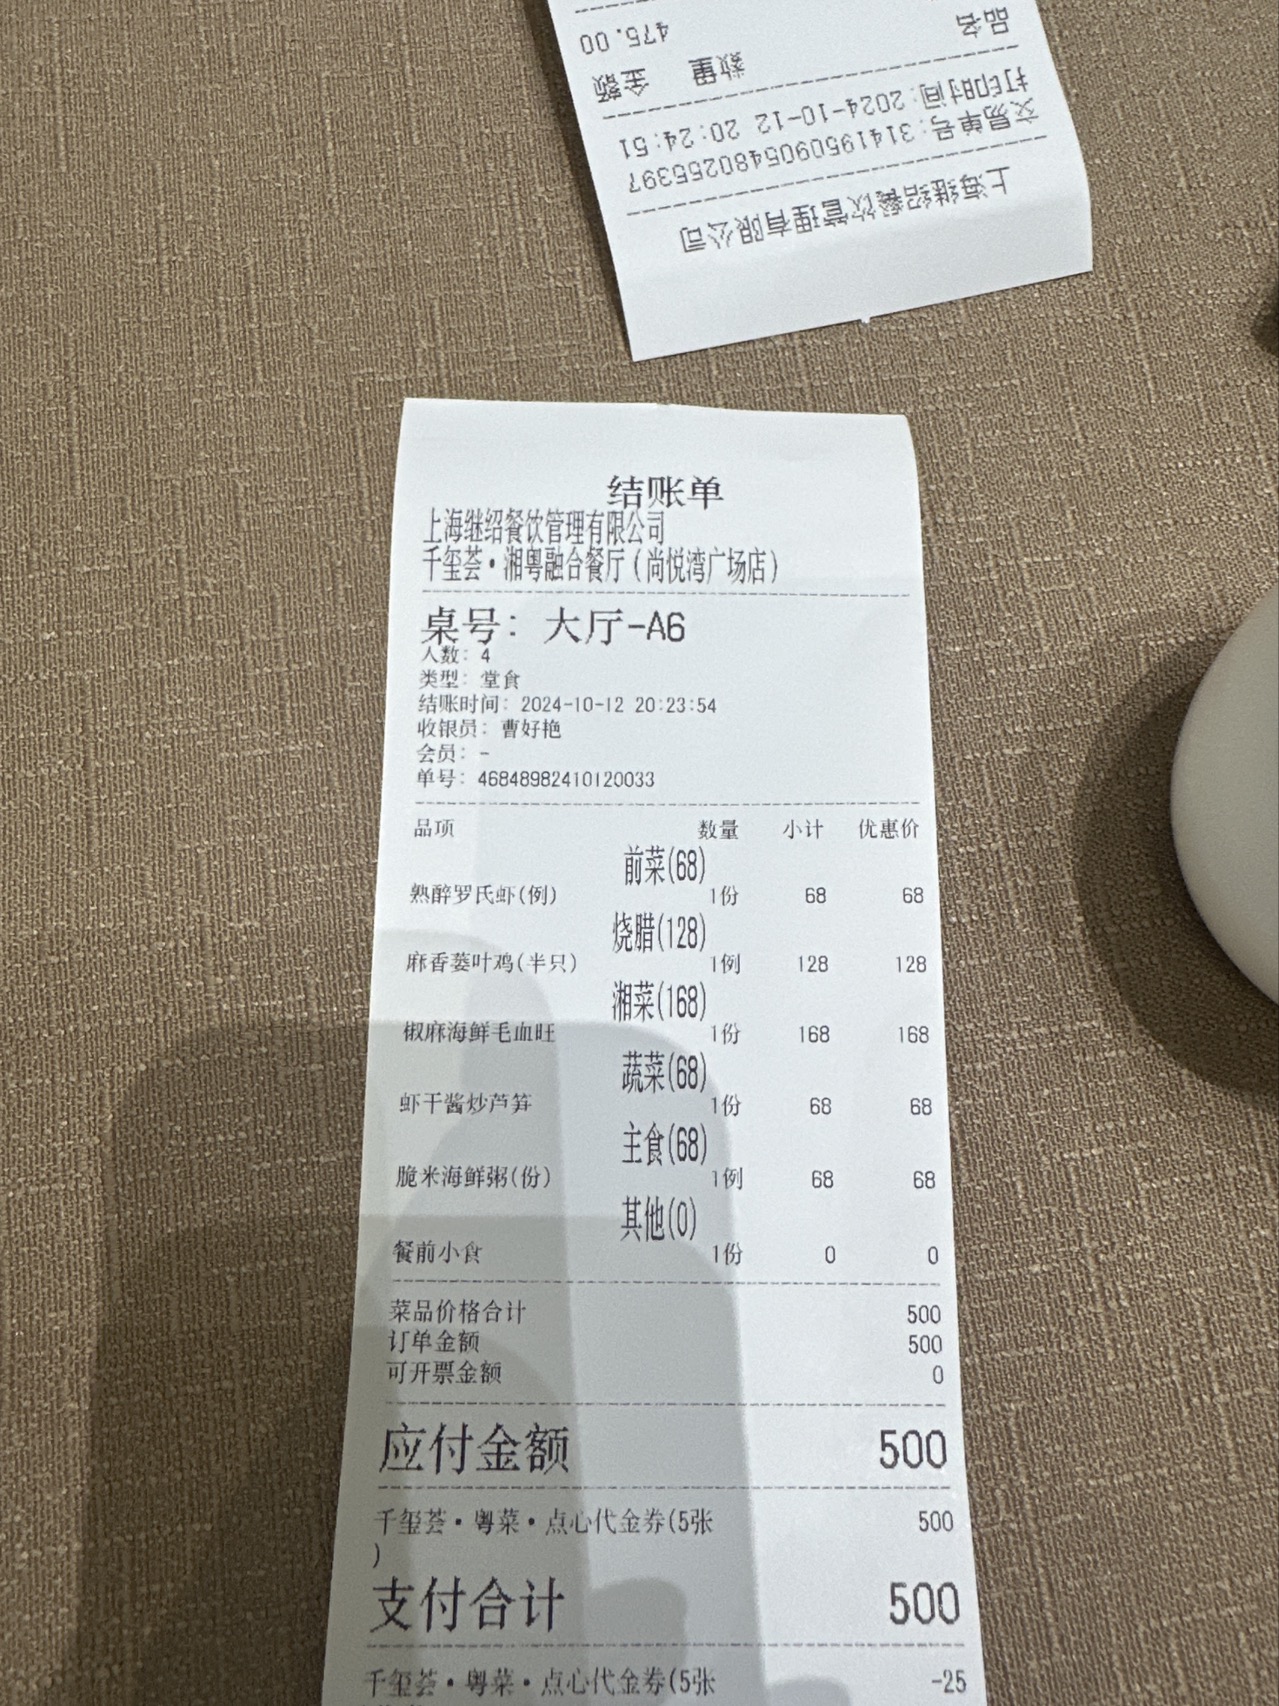 475.00
品名 数量 金额
打印时间:2024-10-12 20:24:51
交易单号:3141950905480255397
上海继绍餐饮管理有限公司
结账单
上海继绍餐饮管理有限公司
千玺荟·湘粤融合餐厅(尚悦湾广场店)
桌号: 大厅-A6
人数: 4
类型: 堂食
结账时间: 2024-10-12 20:23:54
收银员: 曹好艳
会员: -
单号: 46848982410120033
品项 数量 小计 优惠价
前菜(68)
熟醉罗氏虾(例) 1份 68 68
烧腊(128)
麻香蒌叶鸡(半只) 1例 128 128
湘菜(168)
椒麻海鲜毛血旺 1份 168 168
蔬菜(68)
虾干酱炒芦笋 1份 68 68
主食(68)
脆米海鲜粥(份) 1例 68 68
其他(0)
餐前小食 1份 0 0
菜品价格合计 500
订单金额 500
可开票金额 0
应付金额 500
千玺荟·粤菜·点心代金券(5张 500
)
支付合计 500
千玺荟·粤菜·点心代金券(5张 -25